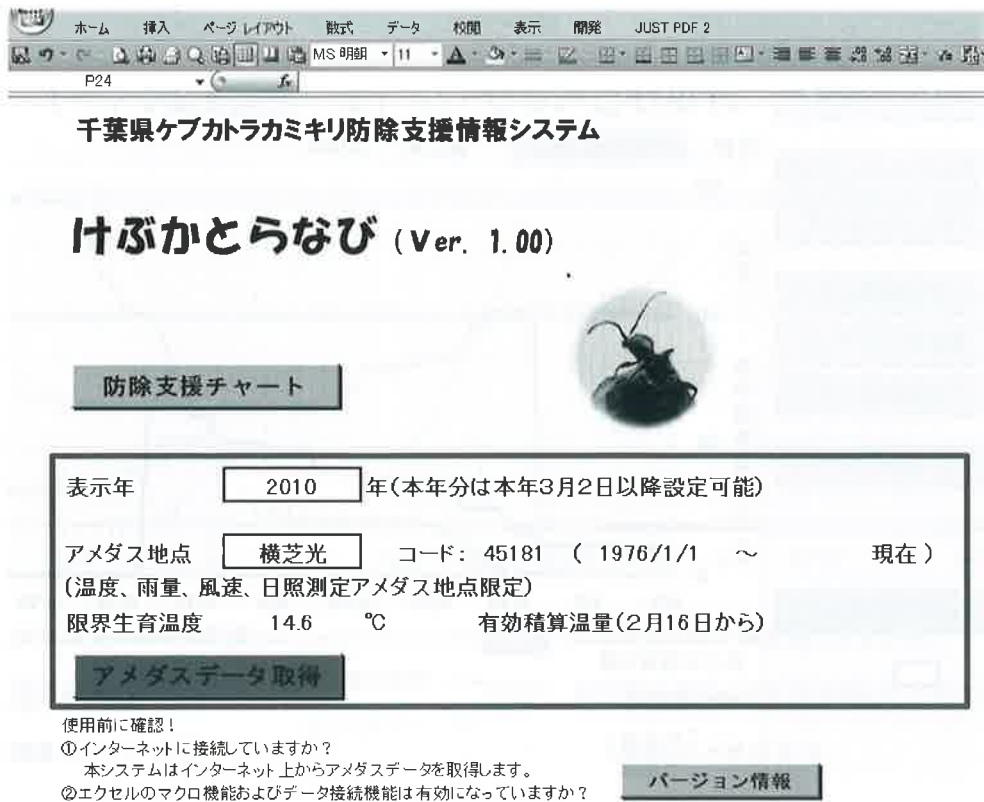 ホーム 挿入 ページ レイアウト 数式 データ 校閲 表示 開発 JUST PDF 2
MS 明朝 11
P24 fx
千葉県ケブカトラカミキリ防除支援情報システム
けぶかとらなび (Ver. 1.00)
防除支援チャート
表示年 2010 年(本年分は本年3月2日以降設定可能)
アメダス地点 横芝光 コード: 45181 ( 1976/1/1 ～ 現在 )
(温度、雨量、風速、日照測定アメダス地点限定)
限界生育温度 14.6 ℃ 有効積算温量(2月16日から)
アメダスデータ取得
使用前に確認!
①インターネットに接続していますか?
本システムはインターネット上からアメダスデータを取得します。
②エクセルのマクロ機能およびデータ接続機能は有効になっていますか?
バージョン情報